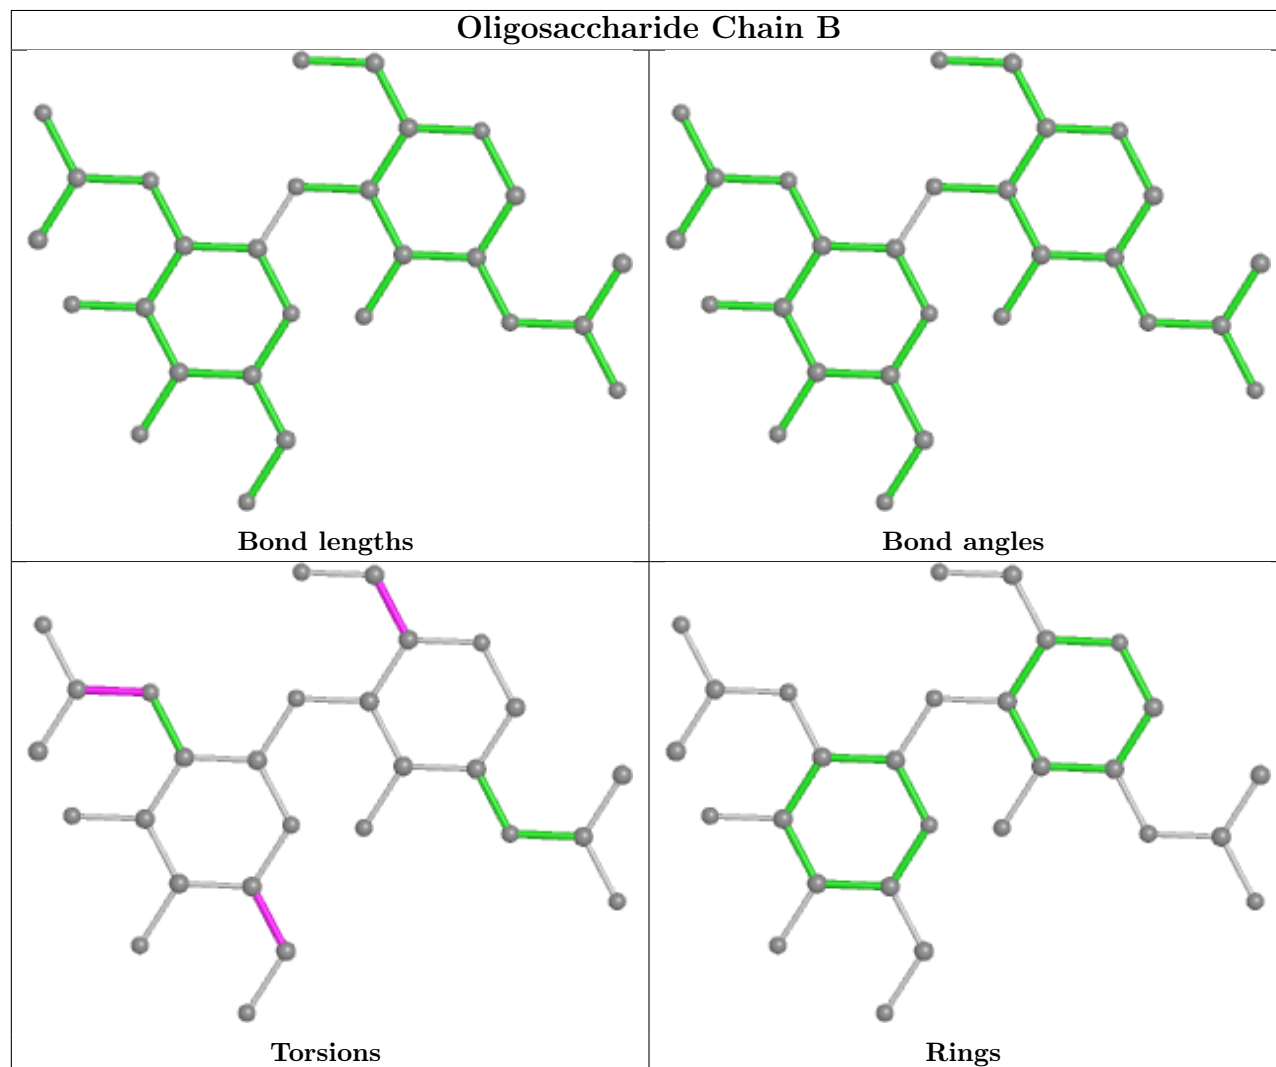 Oligosaccharide Chain B
Bond lengths
Bond angles
Torsions
Rings